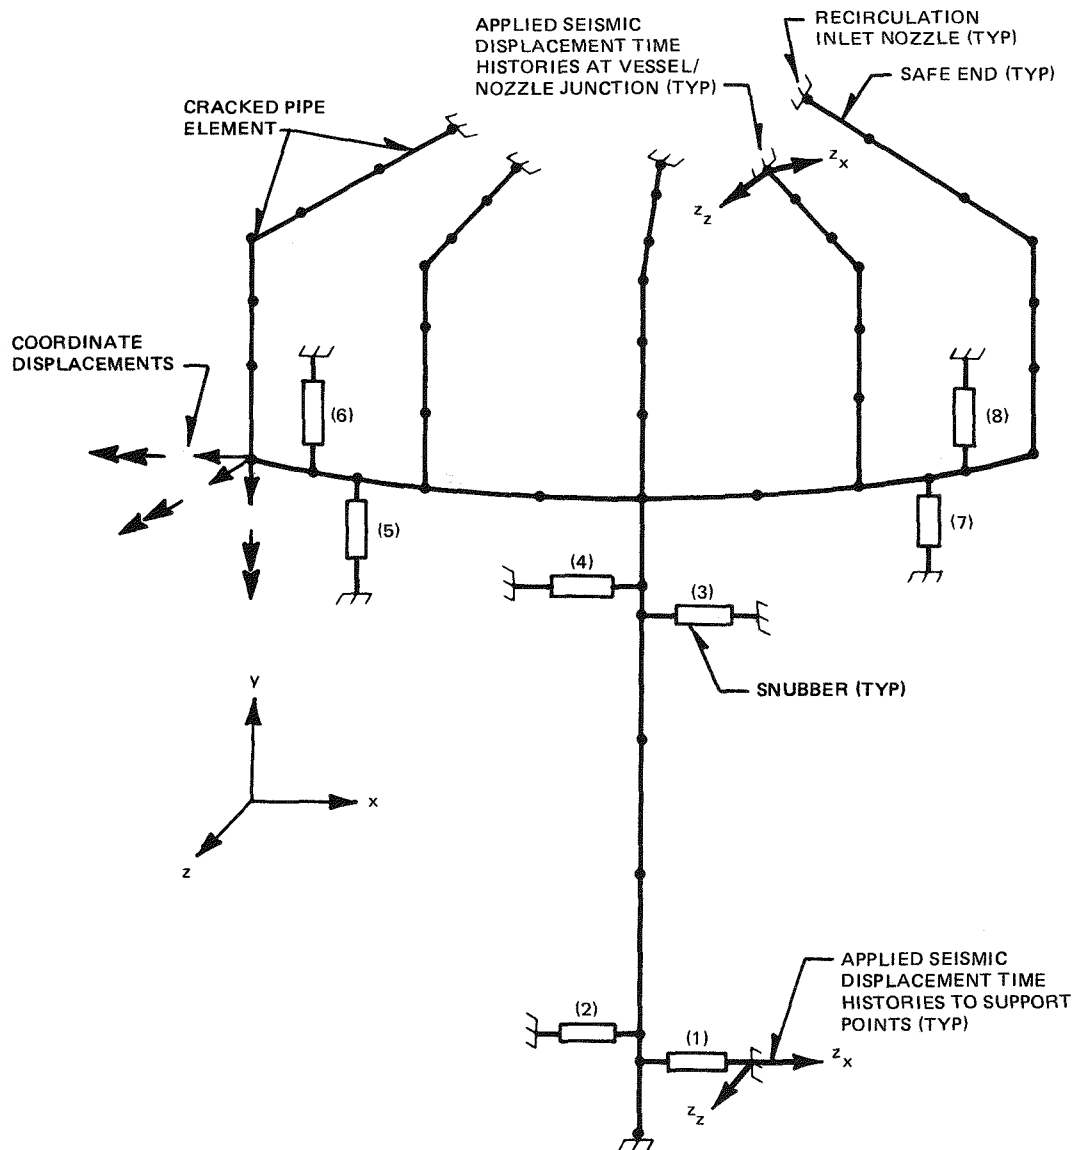 APPLIED SEISMIC
DISPLACEMENT TIME
HISTORIES AT VESSEL/
NOZZLE JUNCTION (TYP)
RECIRCULATION
INLET NOZZLE (TYP)
SAFE END (TYP)
CRACKED PIPE
ELEMENT
z x
z z
COORDINATE
DISPLACEMENTS
(6)
(8)
(5)
(7)
(4)
(3)
SNUBBER (TYP)
y
x
z
APPLIED SEISMIC
DISPLACEMENT TIME
HISTORIES TO SUPPORT
POINTS (TYP)
(2)
(1)
z x
z z